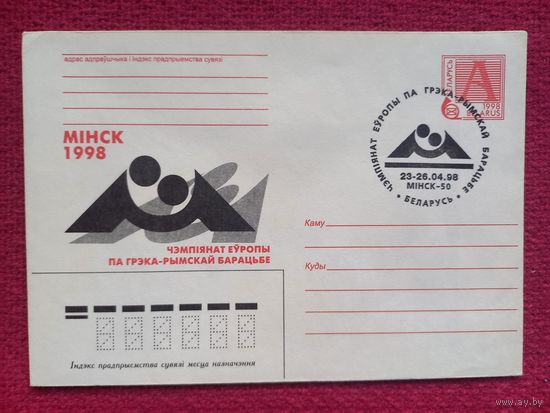 адрас адпраўшчыка і індэкс прадпрыемства сувязі
МІНСК
1998
ЧЭМПІЯНАТ ЕЎРОПЫ
ПА ГРЭКА-РЫМСКАЙ БАРАЦЬБЕ
БЕЛАРУСЬ
A
1998
BELARUS
ЧЭМПІЯНАТ ЕЎРОПЫ ПА ГРЭКА-РЫМСКАЙ БАРАЦЬБЕ
23-26.04.98
МІНСК-50
• БЕЛАРУСЬ •
Каму
Куды
Індэкс прадпрыемства сувязі месца назначэння
www.ay.by